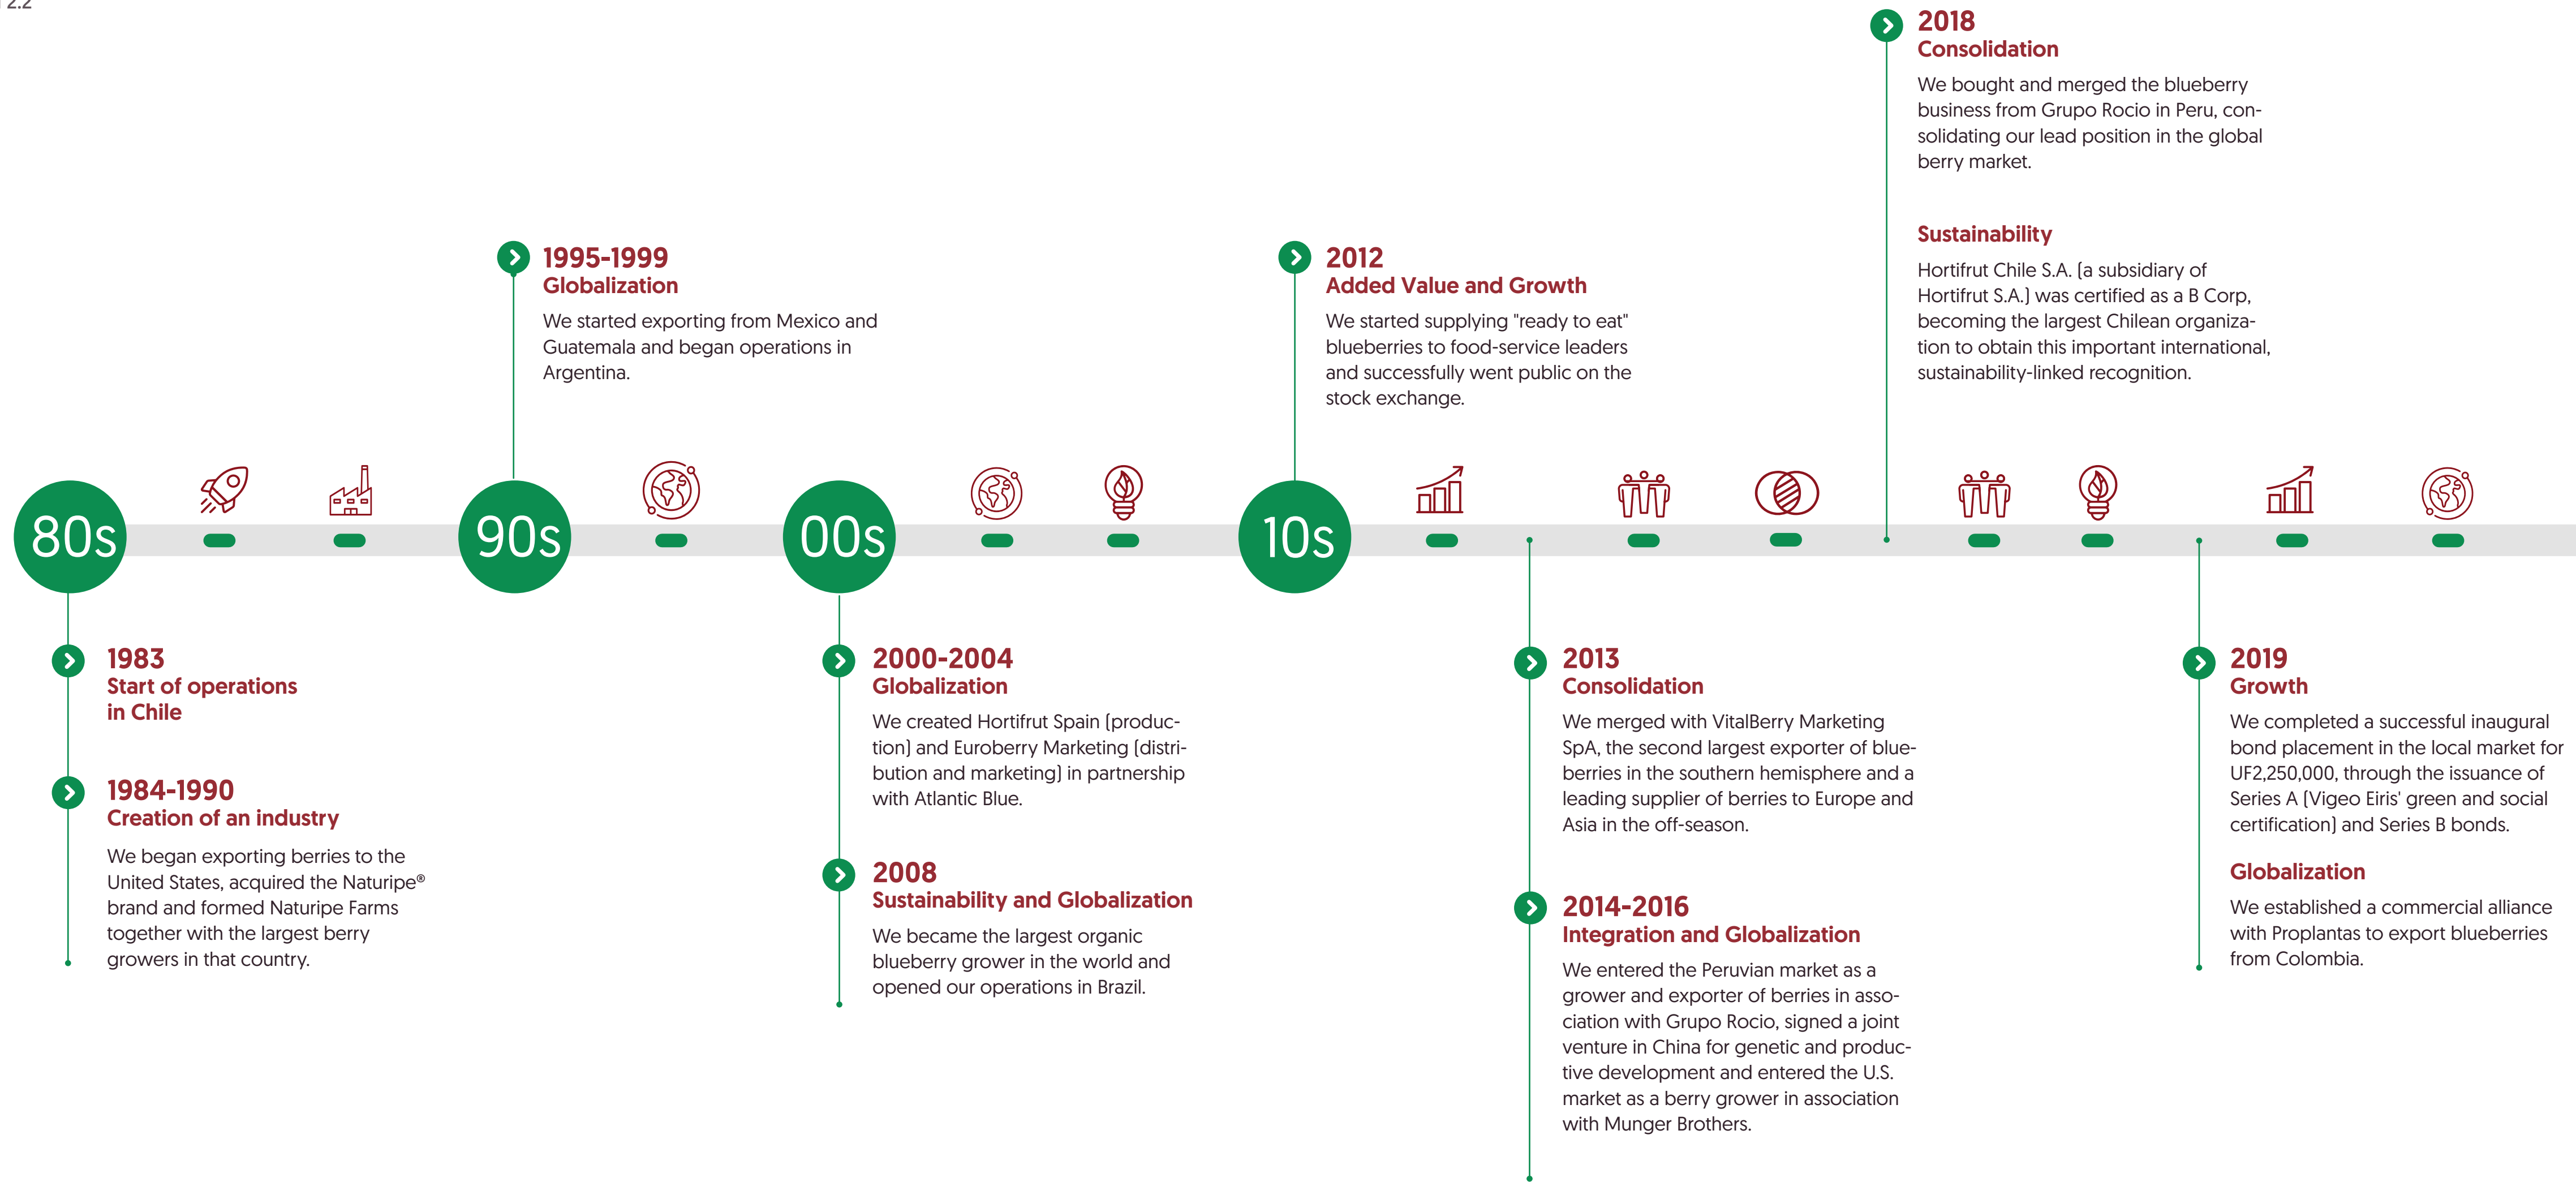 80s
1983
Start of operations
in Chile
1984-1990
Creation of an industry
We began exporting berries to the
United States, acquired the Naturipe®
brand and formed Naturipe Farms
together with the largest berry
growers in that country.
90s
1995-1999
Globalization
We started exporting from Mexico and
Guatemala and began operations in
Argentina.
00s
2000-2004
Globalization
We created Hortifrut Spain (produc-
tion) and Euroberry Marketing (distri-
bution and marketing) in partnership
with Atlantic Blue.
2008
Sustainability and Globalization
We became the largest organic
blueberry grower in the world and
opened our operations in Brazil.
10s
2012
Added Value and Growth
We started supplying "ready to eat"
blueberries to food-service leaders
and successfully went public on the
stock exchange.
2013
Consolidation
We merged with VitalBerry Marketing
SpA, the second largest exporter of blue-
berries in the southern hemisphere and a
leading supplier of berries to Europe and
Asia in the off-season.
2014-2016
Integration and Globalization
We entered the Peruvian market as a
grower and exporter of berries in asso-
ciation with Grupo Rocio, signed a joint
venture in China for genetic and produc-
tive development and entered the U.S.
market as a berry grower in association
with Munger Brothers.
2018
Consolidation
We bought and merged the blueberry
business from Grupo Rocio in Peru, con-
solidating our lead position in the global
berry market.
Sustainability
Hortifrut Chile S.A. (a subsidiary of
Hortifrut S.A.) was certified as a B Corp,
becoming the largest Chilean organiza-
tion to obtain this important international,
sustainability-linked recognition.
2019
Growth
We completed a successful inaugural
bond placement in the local market for
UF2,250,000, through the issuance of
Series A (Vigeo Eiris' green and social
certification) and Series B bonds.
Globalization
We established a commercial alliance
with Proplantas to export blueberries
from Colombia.